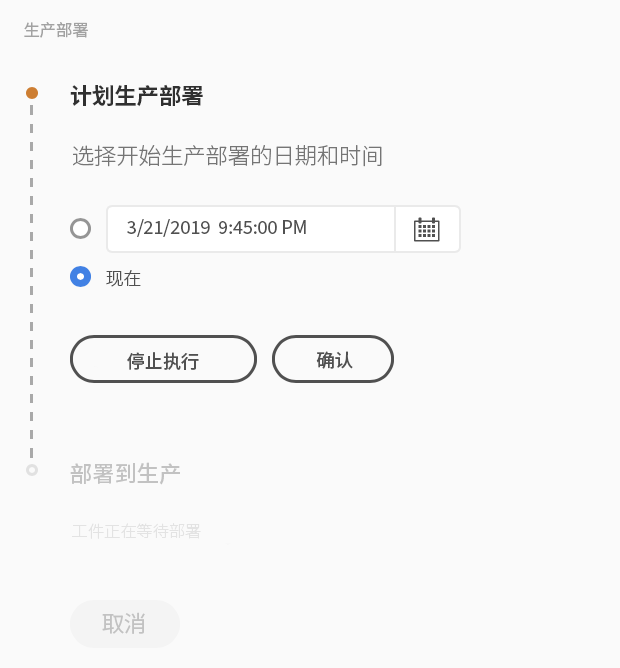 生产部署
计划生产部署
选择开始生产部署的日期和时间
3/21/2019 9:45:00 PM
现在
停止执行
确认
部署到生产
工件正在等待部署
取消